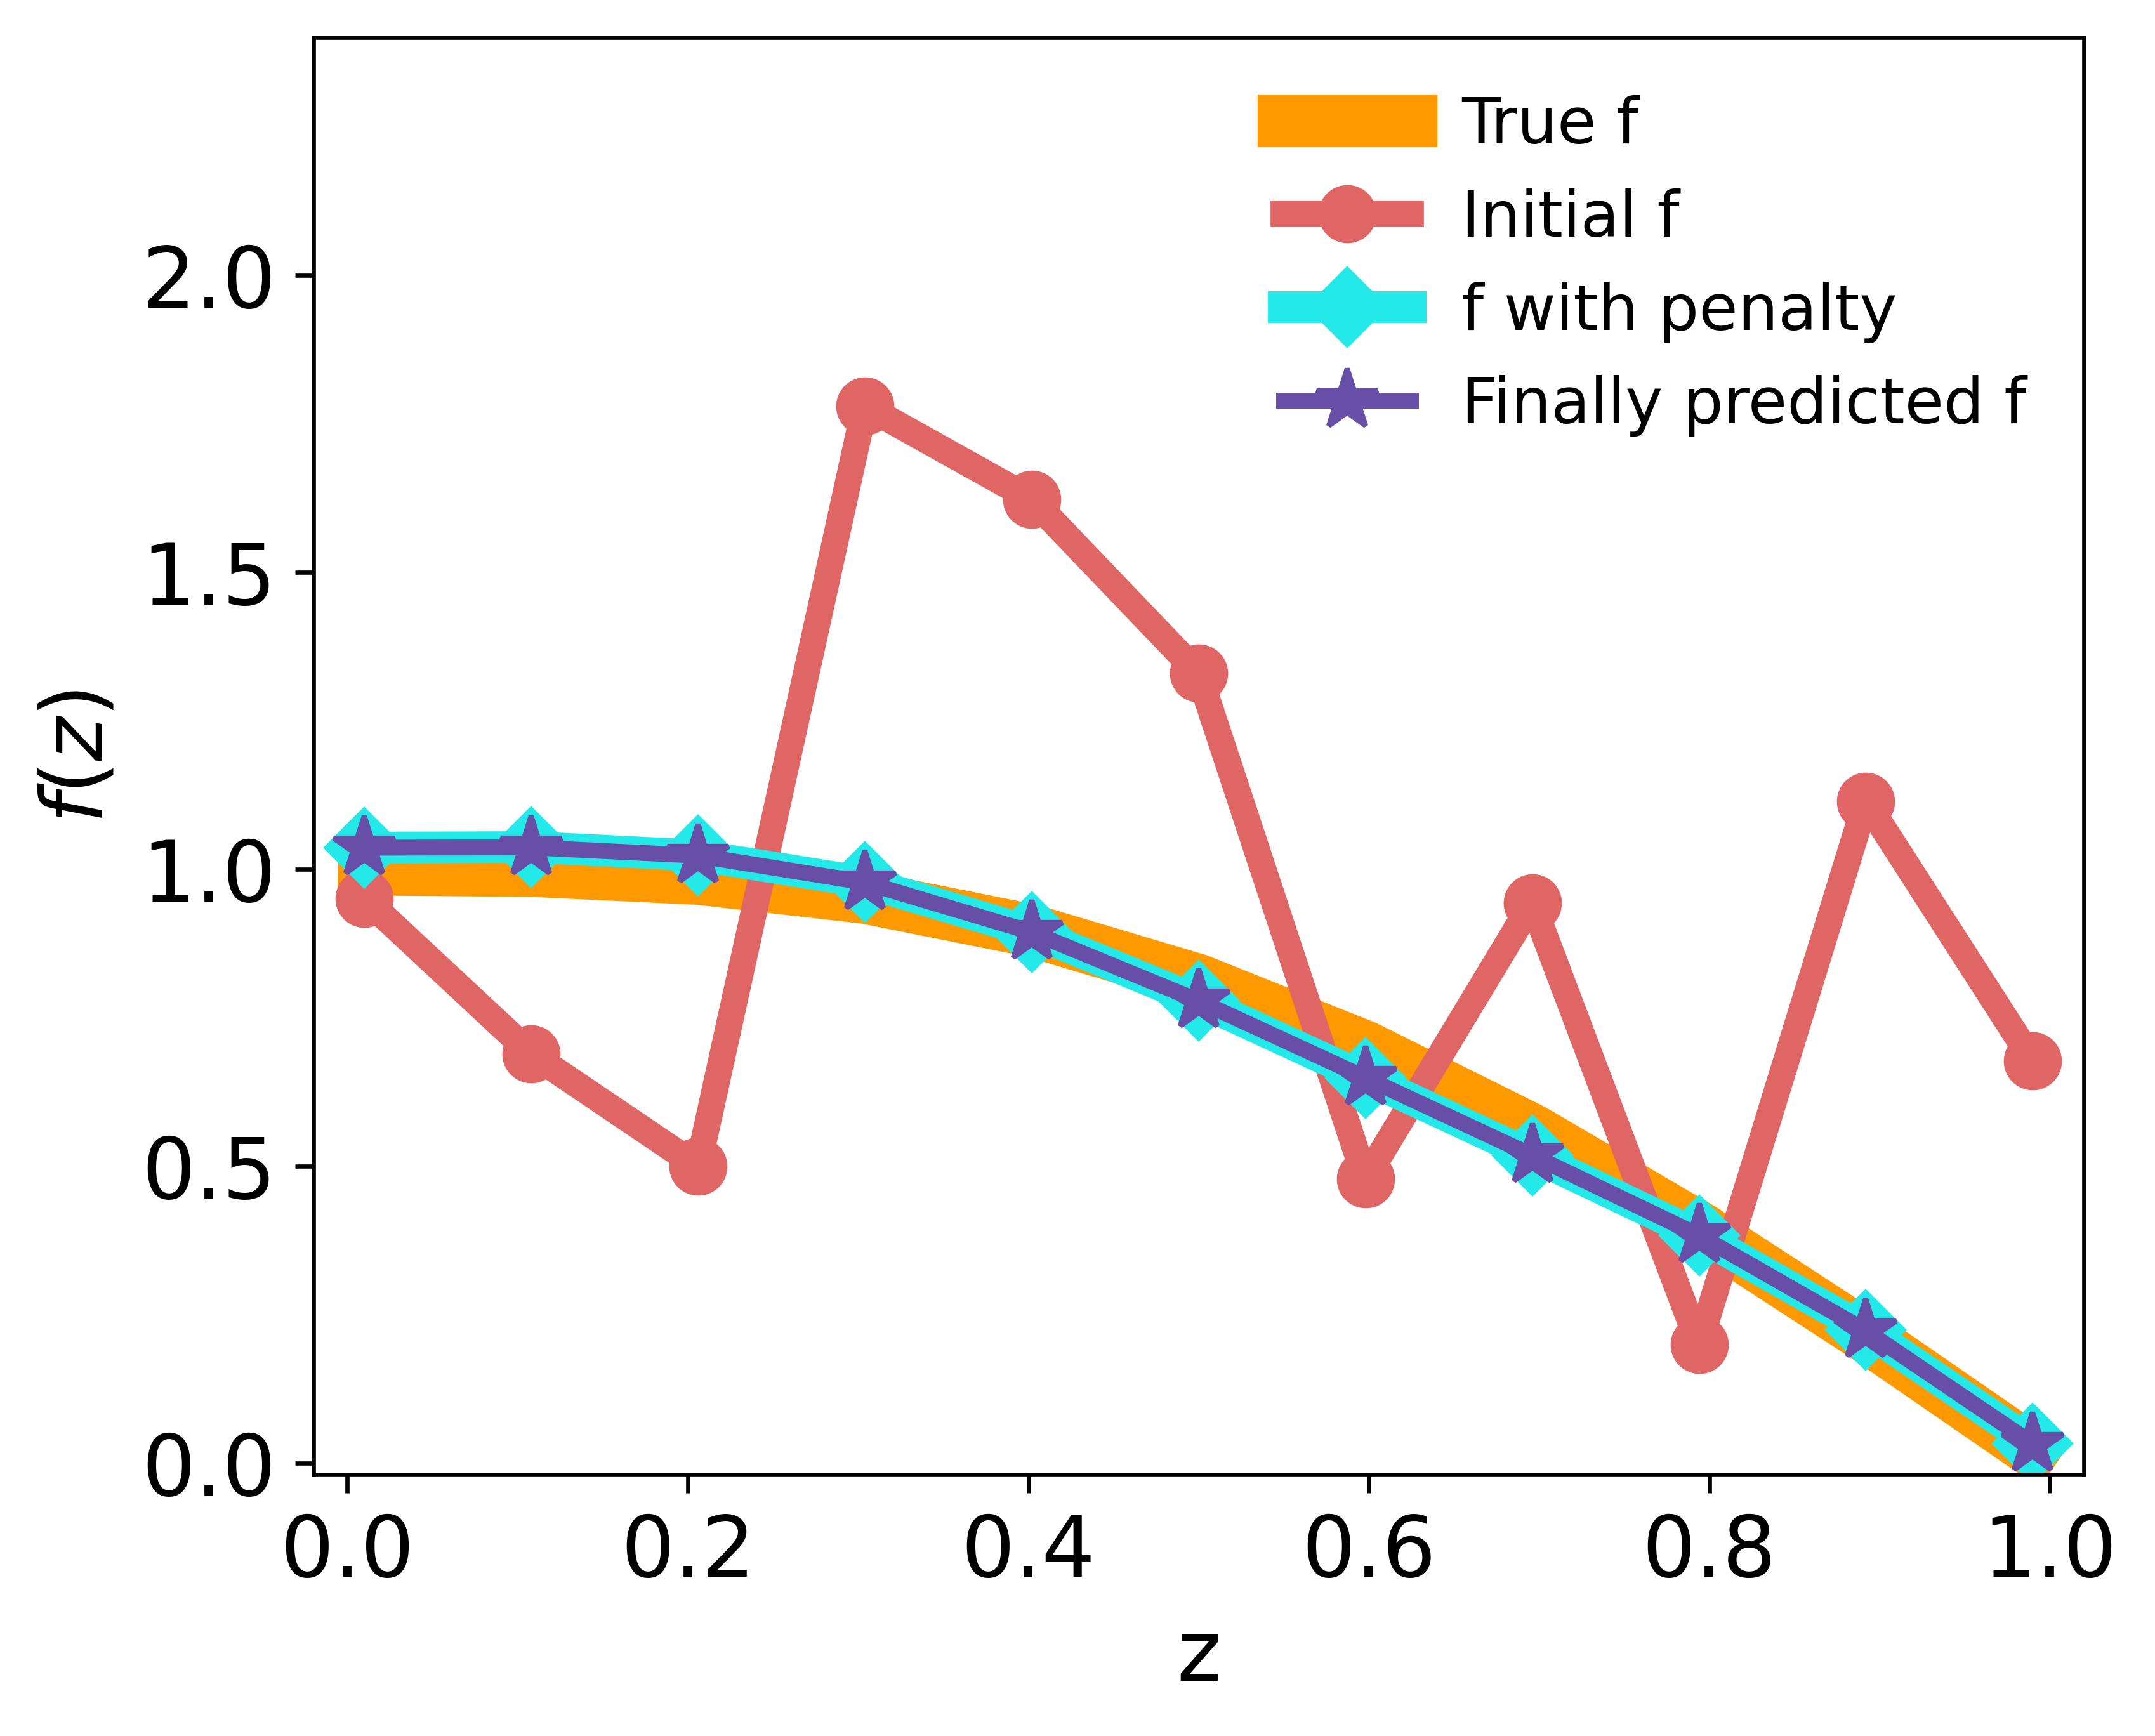 True f
Initial f
f with penalty
Finally predicted f
2.0
1.5
1.0
0.5
0.0
f(z)
0.0 0.2 0.4 0.6 0.8 1.0
z